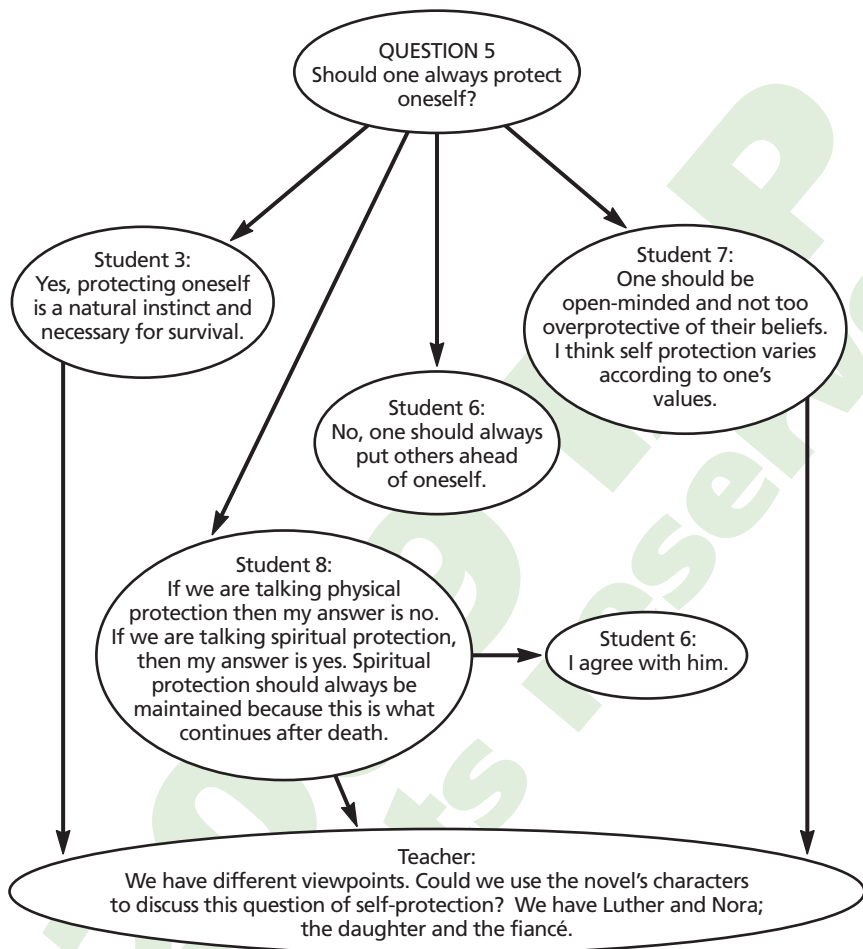 QUESTION 5
Should one always protect
oneself?
Student 3:
Yes, protecting oneself
is a natural instinct and
necessary for survival.
Student 7:
One should be
open-minded and not too
overprotective of their beliefs.
I think self protection varies
according to one's
values.
Student 6:
No, one should always
put others ahead
of oneself.
Student 8:
If we are talking physical
protection then my answer is no.
If we are talking spiritual protection,
then my answer is yes. Spiritual
protection should always be
maintained because this is what
continues after death.
Student 6:
I agree with him.
Teacher:
We have different viewpoints. Could we use the novel's characters
to discuss this question of self-protection?  We have Luther and Nora;
the daughter and the fiancé.